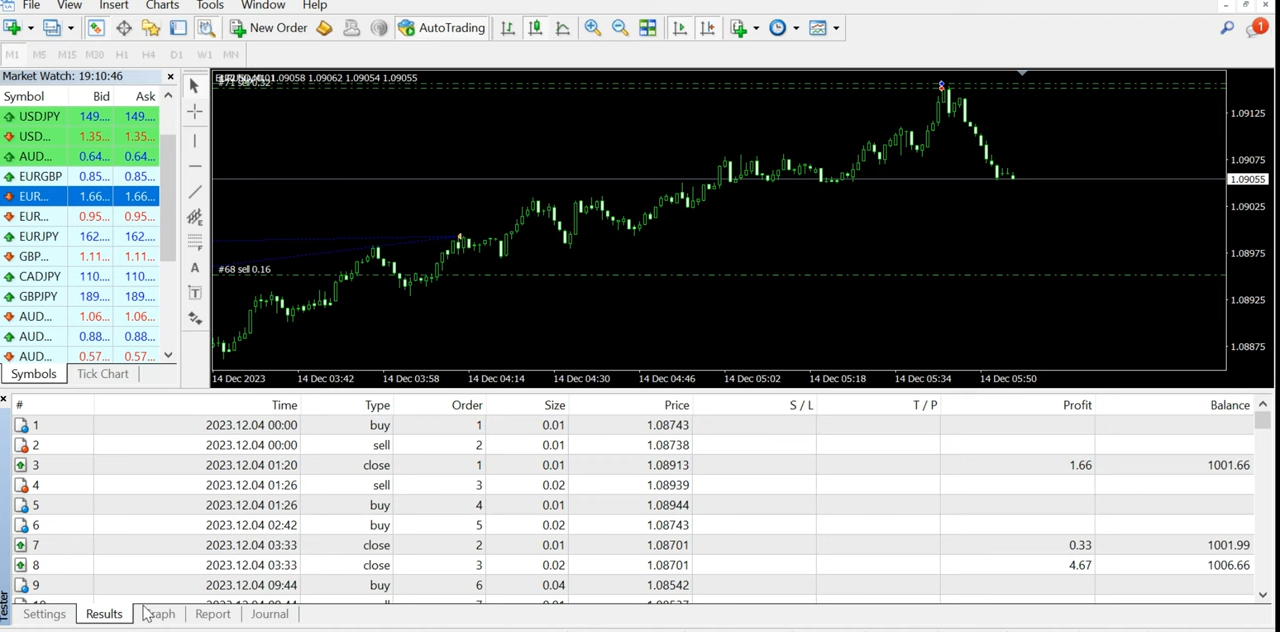 File View Insert Charts Tools Window Help
New Order AutoTrading 1
M1 M5 M15 M30 H1 H4 D1 W1 MN
Market Watch: 19:10:46
Symbol Bid Ask
USDJPY 149.... 149....
USD... 1.35... 1.35...
AUD... 0.64... 0.64...
EURGBP 0.85... 0.85...
EUR... 1.66... 1.66...
EUR... 0.95... 0.95...
EURJPY 162.... 162....
GBP... 1.11... 1.11...
CADJPY 110.... 110....
GBPJPY 189.... 189....
AUD... 1.06... 1.06...
AUD... 0.88... 0.88...
AUD... 0.57... 0.57...
Symbols Tick Chart
1.09058 1.09062 1.09054 1.09055
#71 sell 0.32
#68 sell 0.16
1.09125
1.09075
1.09055
1.09025
1.08975
1.08925
1.08875
14 Dec 2023 14 Dec 03:42 14 Dec 03:58 14 Dec 04:14 14 Dec 04:30 14 Dec 04:46 14 Dec 05:02 14 Dec 05:18 14 Dec 05:34 14 Dec 05:50
# Time Type Order Size Price S / L T / P Profit Balance
1 2023.12.04 00:00 buy 1 0.01 1.08743
2 2023.12.04 00:00 sell 2 0.01 1.08738
3 2023.12.04 01:20 close 1 0.01 1.08913 1.66 1001.66
4 2023.12.04 01:26 sell 3 0.02 1.08939
5 2023.12.04 01:26 buy 4 0.01 1.08944
6 2023.12.04 02:42 buy 5 0.02 1.08743
7 2023.12.04 03:33 close 2 0.01 1.08701 0.33 1001.99
8 2023.12.04 03:33 close 3 0.02 1.08701 4.67 1006.66
9 2023.12.04 09:44 buy 6 0.04 1.08542
Tester
Settings Results Graph Report Journal